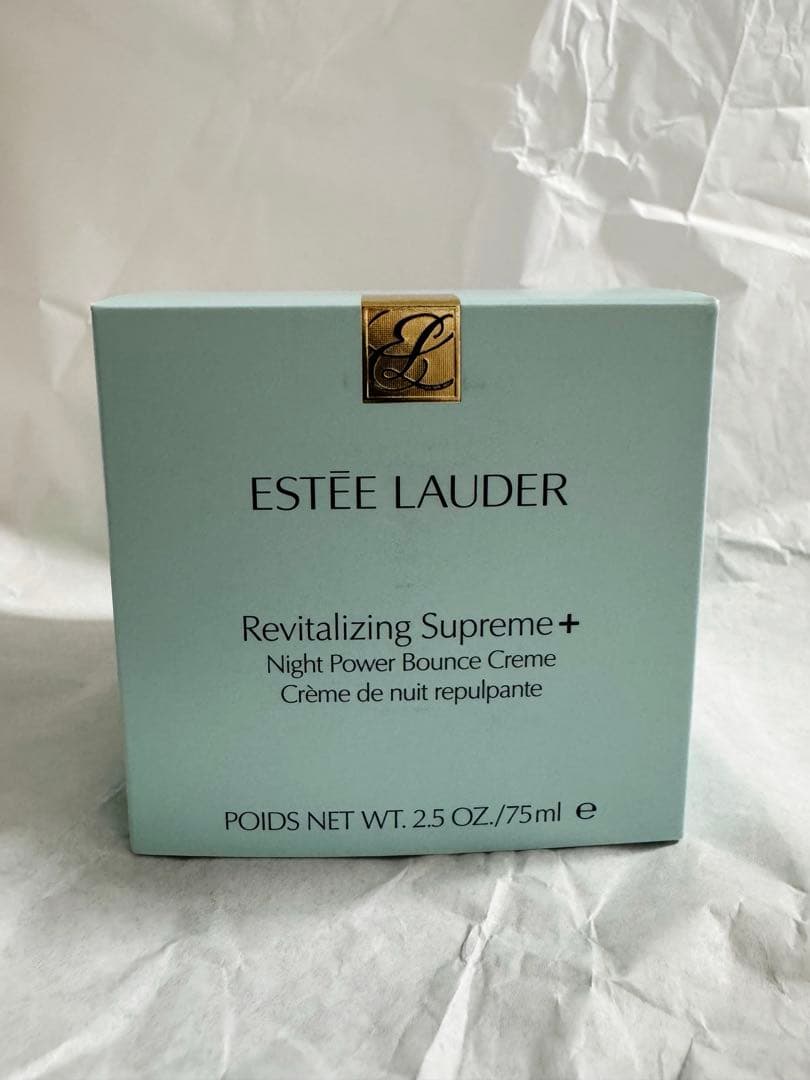 EL
ESTĒE LAUDER
Revitalizing Supreme+
Night Power Bounce Creme
Crème de nuit repulpante
POIDS NET WT. 2.5 OZ./75ml ℮